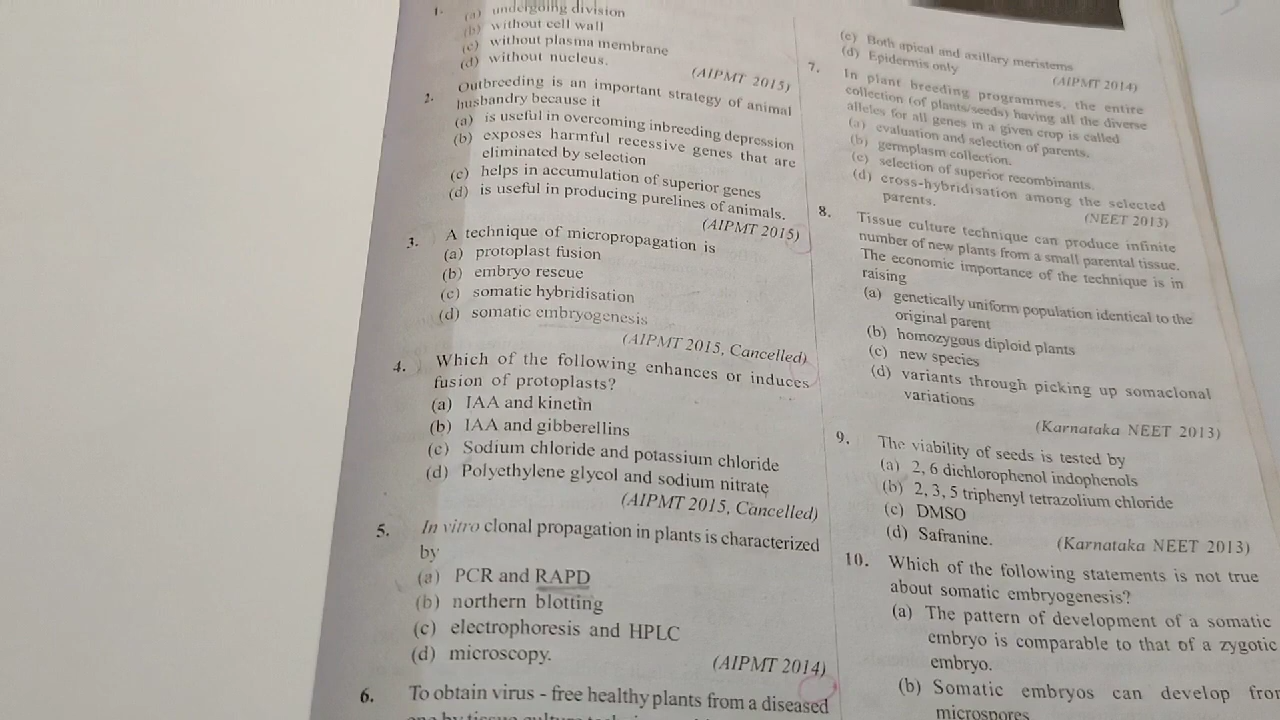 1.
(a) undergoing division
(b) without cell wall
(c) without plasma membrane
(d) without nucleus.
(AIPMT 2015)
2. Outbreeding is an important strategy of animal
husbandry because it
(a) is useful in overcoming inbreeding depression
(b) exposes harmful recessive genes that are
eliminated by selection
(c) helps in accumulation of superior genes
(d) is useful in producing purelines of animals.
(AIPMT 2015)
3. A technique of micropropagation is
(a) protoplast fusion
(b) embryo rescue
(c) somatic hybridisation
(d) somatic embryogenesis
(AIPMT 2015, Cancelled)
4. Which of the following enhances or induces
fusion of protoplasts?
(a) IAA and kinetin
(b) IAA and gibberellins
(c) Sodium chloride and potassium chloride
(d) Polyethylene glycol and sodium nitrate
(AIPMT 2015, Cancelled)
5. In vitro clonal propagation in plants is characterized
by
(a) PCR and RAPD
(b) northern blotting
(c) electrophoresis and HPLC
(d) microscopy.
(AIPMT 2014)
6. To obtain virus - free healthy plants from a diseased
one by tissue culture
(c) Both apical and axillary meristems
(d) Epidermis only
(AIPMT 2014)
7. In plant breeding programmes, the entire
collection (of plants/seeds) having all the diverse
alleles for all genes in a given crop is called
(a) evaluation and selection of parents.
(b) germplasm collection.
(c) selection of superior recombinants.
(d) cross-hybridisation among the selected
parents.
(NEET 2013)
8. Tissue culture technique can produce infinite
number of new plants from a small parental tissue.
The economic importance of the technique is in
raising
(a) genetically uniform population identical to the
original parent
(b) homozygous diploid plants
(c) new species
(d) variants through picking up somaclonal
variations
(Karnataka NEET 2013)
9. The viability of seeds is tested by
(a) 2, 6 dichlorophenol indophenols
(b) 2, 3, 5 triphenyl tetrazolium chloride
(c) DMSO
(d) Safranine.
(Karnataka NEET 2013)
10. Which of the following statements is not true
about somatic embryogenesis?
(a) The pattern of development of a somatic
embryo is comparable to that of a zygotic
embryo.
(b) Somatic embryos can develop from
microspores